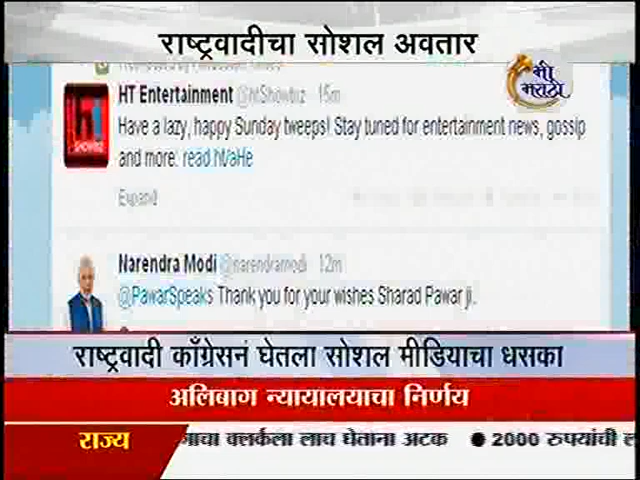 राष्ट्रवादीचा सोशल अवतार
मी मराठी
HT Entertainment @htShowbiz 15m
Have a lazy, happy Sunday tweeps! Stay tuned for entertainment news, gossip
and more. read.ht/aHe
Expand
Narendra Modi @narendramodi 12m
@PawarSpeaks Thank you for your wishes Sharad Pawar ji.
राष्ट्रवादी काँग्रेसनं घेतला सोशल मीडियाचा धसका
अलिबाग न्यायालयाचा निर्णय
राज्य
क्लर्कला लाच घेताना अटक ● 2000 रुपयांची